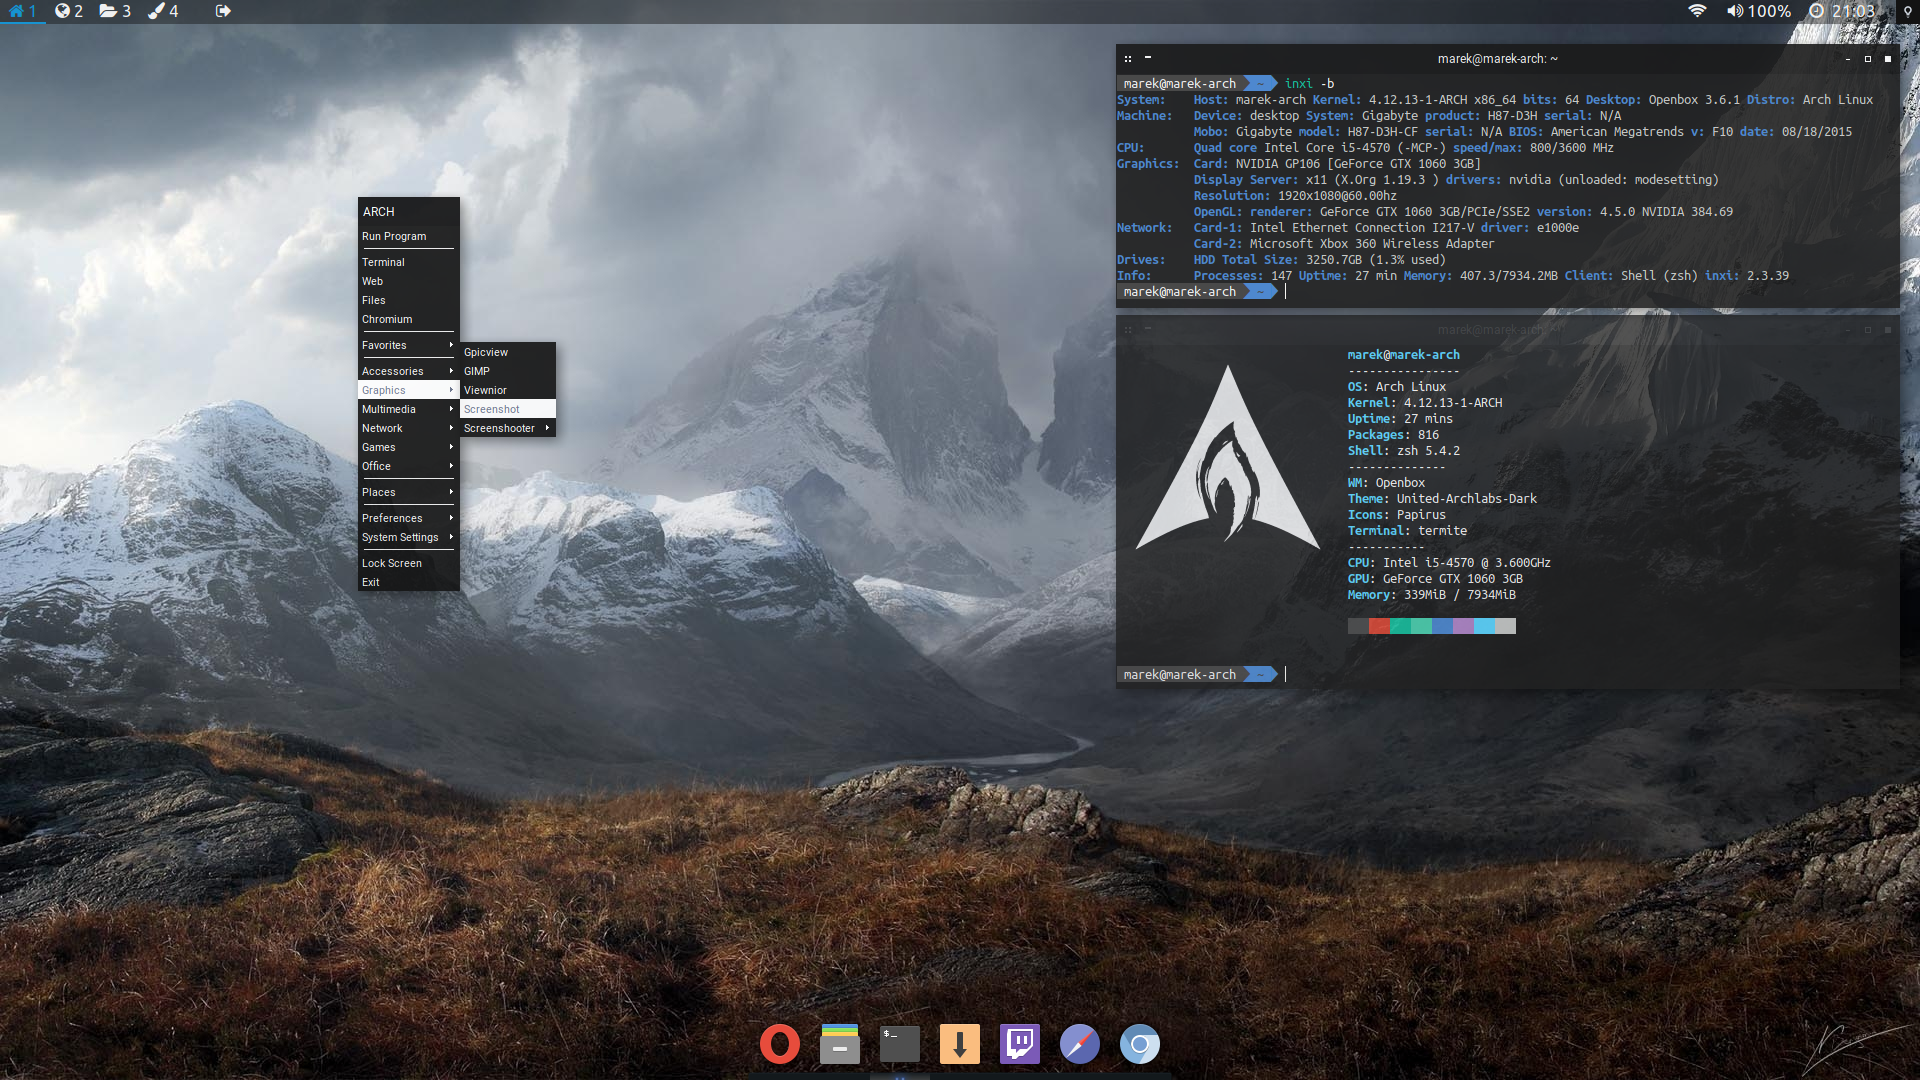 1 2 3 4
100% 21:03
ARCH
Run Program
Terminal
Web
Files
Chromium
Favorites
Accessories
Graphics
Multimedia
Network
Games
Office
Places
Preferences
System Settings
Lock Screen
Exit
Gpicview
GIMP
Viewnior
Screenshot
Screenshooter
marek@marek-arch: ~
marek@marek-arch ~ inxi -b
System: Host: marek-arch Kernel: 4.12.13-1-ARCH x86_64 bits: 64 Desktop: Openbox 3.6.1 Distro: Arch Linux
Machine: Device: desktop System: Gigabyte product: H87-D3H serial: N/A
Mobo: Gigabyte model: H87-D3H-CF serial: N/A BIOS: American Megatrends v: F10 date: 08/18/2015
CPU: Quad core Intel Core i5-4570 (-MCP-) speed/max: 800/3600 MHz
Graphics: Card: NVIDIA GP106 [GeForce GTX 1060 3GB]
Display Server: x11 (X.Org 1.19.3 ) drivers: nvidia (unloaded: modesetting)
Resolution: 1920x1080@60.00hz
OpenGL: renderer: GeForce GTX 1060 3GB/PCIe/SSE2 version: 4.5.0 NVIDIA 384.69
Network: Card-1: Intel Ethernet Connection I217-V driver: e1000e
Card-2: Microsoft Xbox 360 Wireless Adapter
Drives: HDD Total Size: 3250.7GB (1.3% used)
Info: Processes: 147 Uptime: 27 min Memory: 407.3/7934.2MB Client: Shell (zsh) inxi: 2.3.39
marek@marek-arch ~
marek@marek-arch: ~
marek@marek-arch
----------------
OS: Arch Linux
Kernel: 4.12.13-1-ARCH
Uptime: 27 mins
Packages: 816
Shell: zsh 5.4.2
--------------
WM: Openbox
Theme: United-Archlabs-Dark
Icons: Papirus
Terminal: termite
-----------
CPU: Intel i5-4570 @ 3.600GHz
GPU: GeForce GTX 1060 3GB
Memory: 339MiB / 7934MiB
marek@marek-arch ~
$_